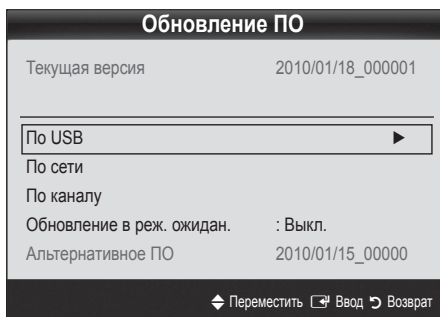 Обновление ПО
Текущая версия 2010/01/18_000001
По USB
По сети
По каналу
Обновление в реж. ожидан. : Выкл.
Альтернативное ПО 2010/01/15_00000
Переместить Ввод Возврат